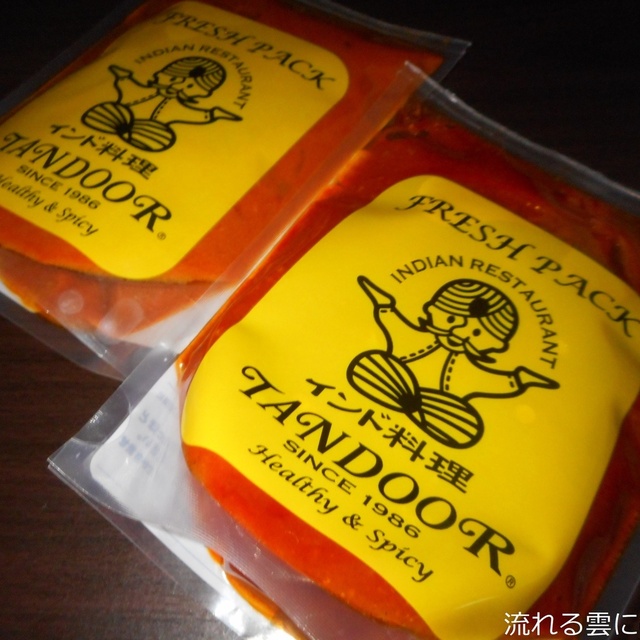 FRESH PACK
INDIAN RESTAURANT
インド料理
TANDOOR®
SINCE 1986
Healthy & Spicy
FRESH PACK
INDIAN RESTAURANT
インド料理
TANDOOR®
SINCE 1986
Healthy & Spicy
流れる雲に